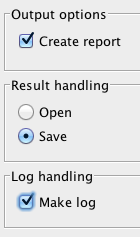 Output options
Create report
Result handling
Open
Save
Log handling
Make log